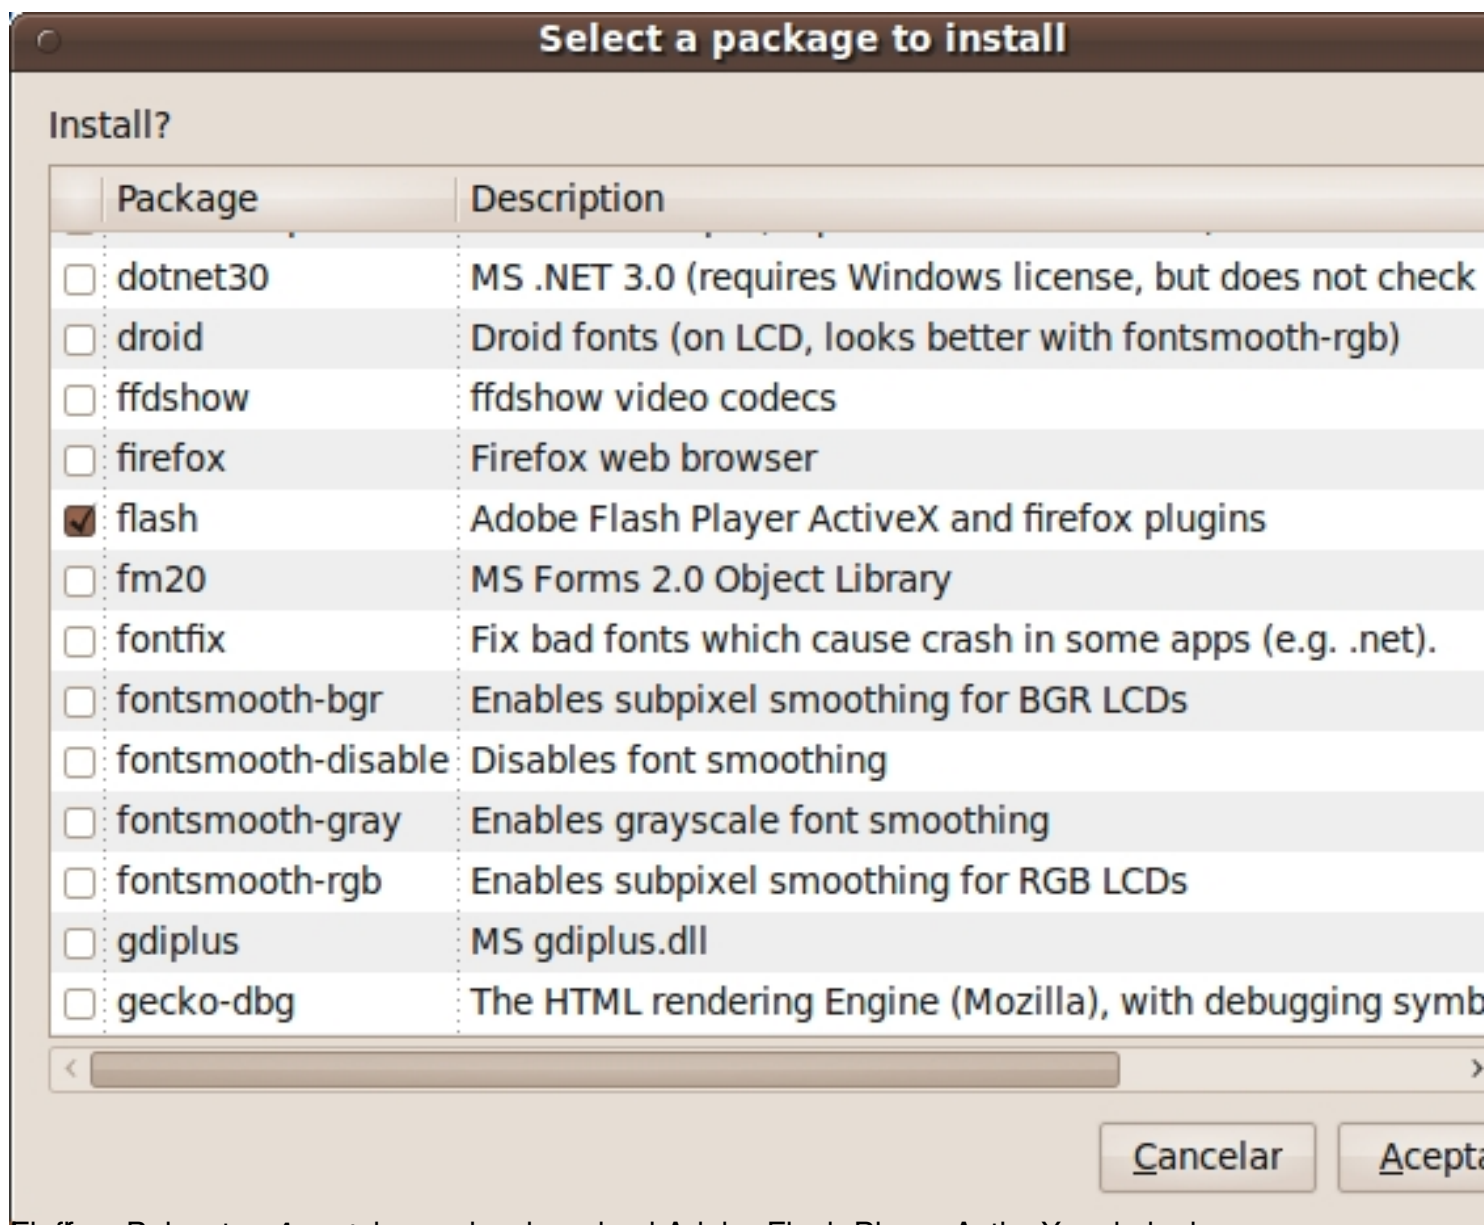 Select a package to install
Install?
Package Description
dotnet30 MS .NET 3.0 (requires Windows license, but does not check
droid Droid fonts (on LCD, looks better with fontsmooth-rgb)
ffdshow ffdshow video codecs
firefox Firefox web browser
flash Adobe Flash Player ActiveX and firefox plugins
fm20 MS Forms 2.0 Object Library
fontfix Fix bad fonts which cause crash in some apps (e.g. .net).
fontsmooth-bgr Enables subpixel smoothing for BGR LCDs
fontsmooth-disable Disables font smoothing
fontsmooth-gray Enables grayscale font smoothing
fontsmooth-rgb Enables subpixel smoothing for RGB LCDs
gdiplus MS gdiplus.dll
gecko-dbg The HTML rendering Engine (Mozilla), with debugging symb
Cancelar Acepta